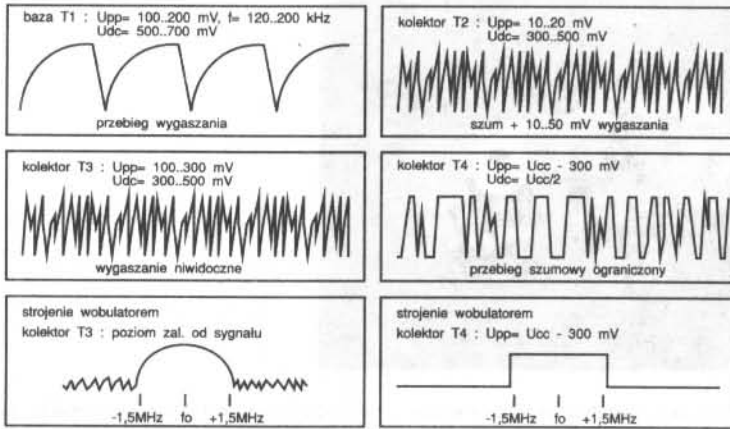 baza T1 : Upp= 100..200 mV, f= 120..200 kHz
Udc= 500..700 mV
przebieg wygaszania
kolektor T2 : Upp= 10..20 mV
Udc= 300..500 mV
szum + 10..50 mV wygaszania
kolektor T3 : Upp= 100..300 mV
Udc= 300..500 mV
wygaszanie niwidoczne
kolektor T4 : Upp= Ucc - 300 mV
Udc= Ucc/2
przebieg szumowy ograniczony
strojenie wobulatorem
kolektor T3 : poziom zal. od sygnału
-1,5MHz fo +1,5MHz
strojenie wobulatorem
kolektor T4 : Upp= Ucc - 300 mV
-1,5MHz fo +1,5MHz